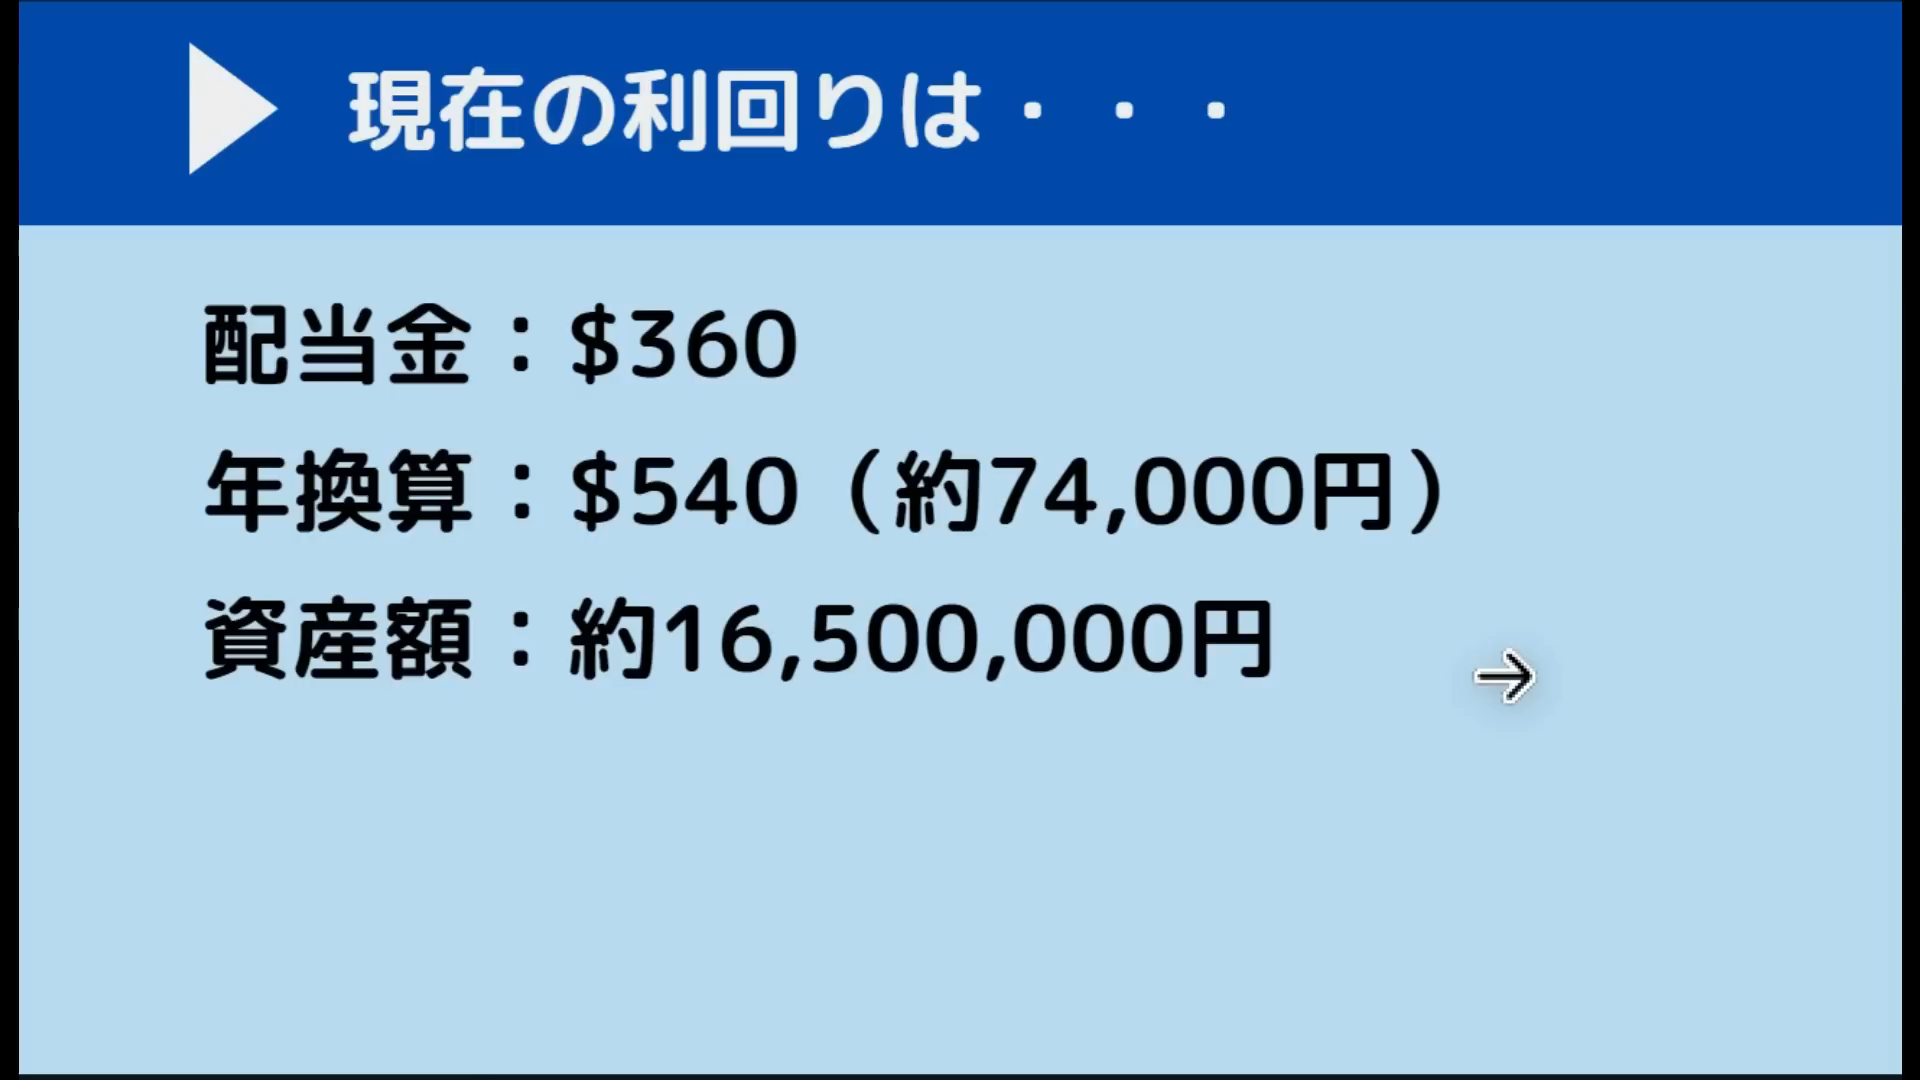 現在の利回りは・・・
配当金：$360
年換算：$540（約74,000円）
資産額：約16,500,000円